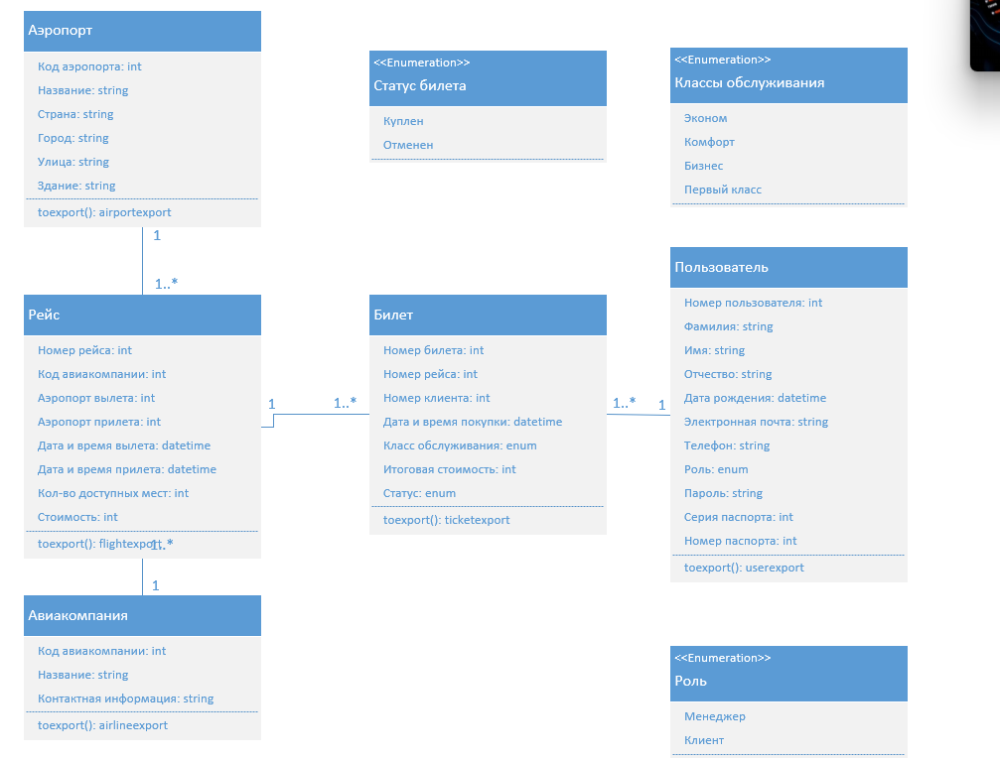 Аэропорт
Код аэропорта: int
Название: string
Страна: string
Город: string
Улица: string
Здание: string
toexport(): airportexport
<<Enumeration>>
Статус билета
Куплен
Отменен
<<Enumeration>>
Классы обслуживания
Эконом
Комфорт
Бизнес
Первый класс
1
1..*
Рейс
Номер рейса: int
Код авиакомпании: int
Аэропорт вылета: int
Аэропорт прилета: int
Дата и время вылета: datetime
Дата и время прилета: datetime
Кол-во доступных мест: int
Стоимость: int
toexport(): flightexport
1..*
1
1
1..*
Билет
Номер билета: int
Номер рейса: int
Номер клиента: int
Дата и время покупки: datetime
Класс обслуживания: enum
Итоговая стоимость: int
Статус: enum
toexport(): ticketexport
1..*
1
Пользователь
Номер пользователя: int
Фамилия: string
Имя: string
Отчество: string
Дата рождения: datetime
Электронная почта: string
Телефон: string
Роль: enum
Пароль: string
Серия паспорта: int
Номер паспорта: int
toexport(): userexport
Авиакомпания
Код авиакомпании: int
Название: string
Контактная информация: string
toexport(): airlineexport
<<Enumeration>>
Роль
Менеджер
Клиент